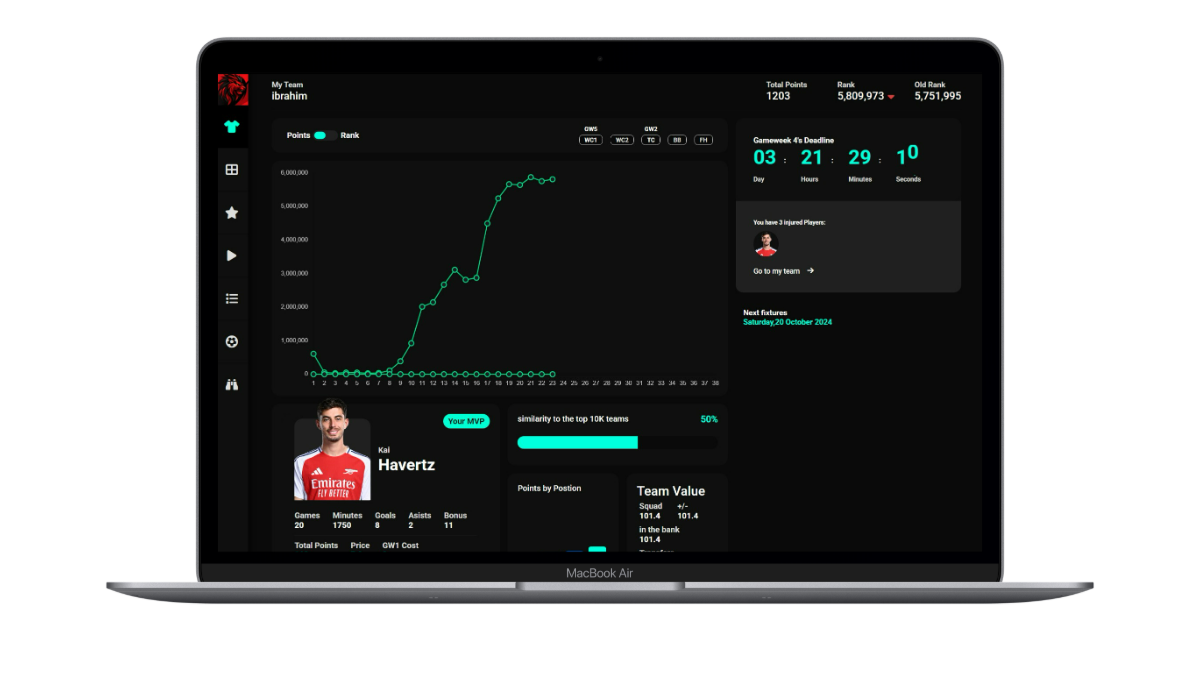 My Team
ibrahim
Total Points
1203
Rank
5,809,973
Old Rank
5,751,995
Points Rank
GW5 GW2
WC1 WC2 TC BB FH
6,000,000
5,000,000
4,000,000
3,000,000
2,000,000
1,000,000
0
1 2 3 4 5 6 7 8 9 10 11 12 13 14 15 16 17 18 19 20 21 22 23 24 25 26 27 28 29 30 31 32 33 34 35 36 37 38
Gameweek 4's Deadline
03 : 21 : 29 : 10
Day Hours Minutes Seconds
You have 3 injured Players:
Go to my team →
Next fixtures
Saturday,20 October 2024
Your MVP
Kai
Havertz
Emirates
FLY BETTER
Games Minutes Goals Asists Bonus
20 1750 8 2 11
Total Points Price GW1 Cost
similarity to the top 10K teams 50%
Points by Postion
Team Value
Squad +/-
101.4 101.4
in the bank
101.4
MacBook Air